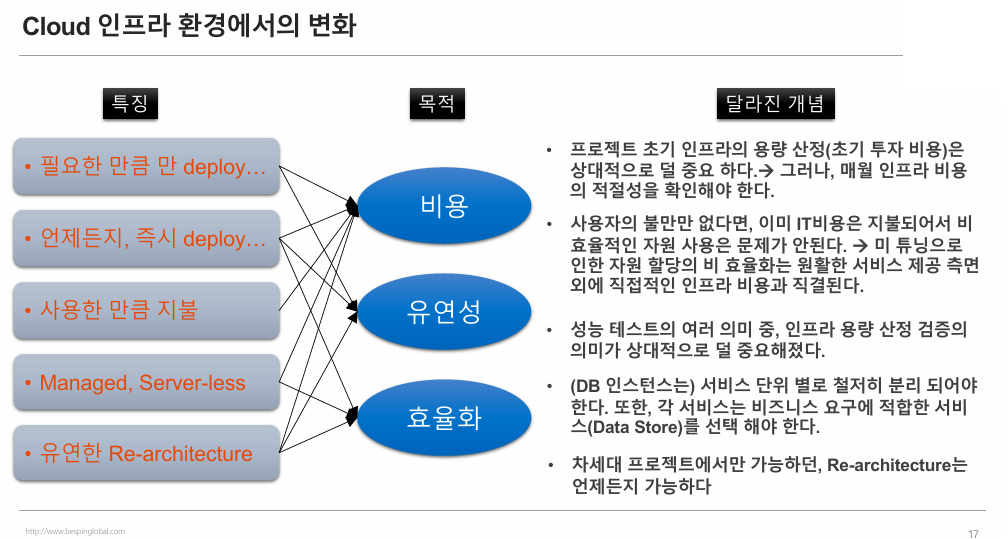 Cloud 인프라 환경에서의 변화
특징
목적
달라진 개념
• 필요한 만큼 만 deploy…
• 언제든지, 즉시 deploy…
• 사용한 만큼 지불
• Managed, Server-less
• 유연한 Re-architecture
비용
유연성
효율화
• 프로젝트 초기 인프라의 용량 산정(초기 투자 비용)은
상대적으로 덜 중요 하다.→ 그러나, 매월 인프라 비용
의 적절성을 확인해야 한다.
• 사용자의 불만만 없다면, 이미 IT비용은 지불되어서 비
효율적인 자원 사용은 문제가 안된다. → 미 튜닝으로
인한 자원 할당의 비 효율화는 원활한 서비스 제공 측면
외에 직접적인 인프라 비용과 직결된다.
• 성능 테스트의 여러 의미 중, 인프라 용량 산정 검증의
의미가 상대적으로 덜 중요해졌다.
• (DB 인스턴스는) 서비스 단위 별로 철저히 분리 되어야
한다. 또한, 각 서비스는 비즈니스 요구에 적합한 서비
스(Data Store)를 선택 해야 한다.
• 차세대 프로젝트에서만 가능하던, Re-architecture는
언제든지 가능하다
http://www.bespinglobal.com
17